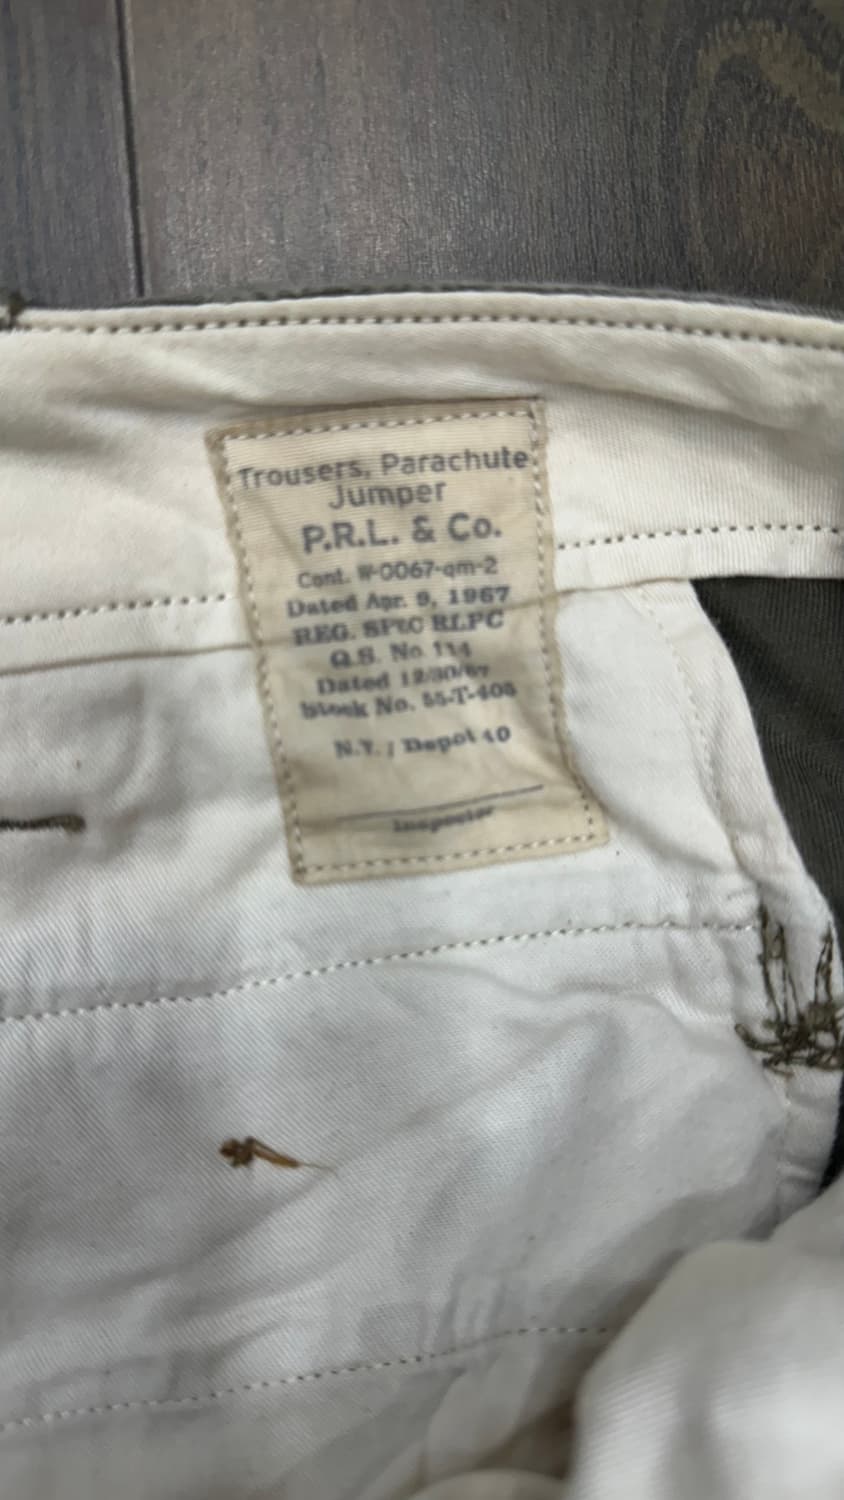 Trousers, Parachute
Jumper
P.R.L. & Co.
Cont. W-0067-qm-2
Dated Apr. 9, 1967
REG. SPEC RLPC
Q.S. No. 114
Dated 12/30/67
Stock No. 55-T-405
N.Y. / Depot 40
Inspector